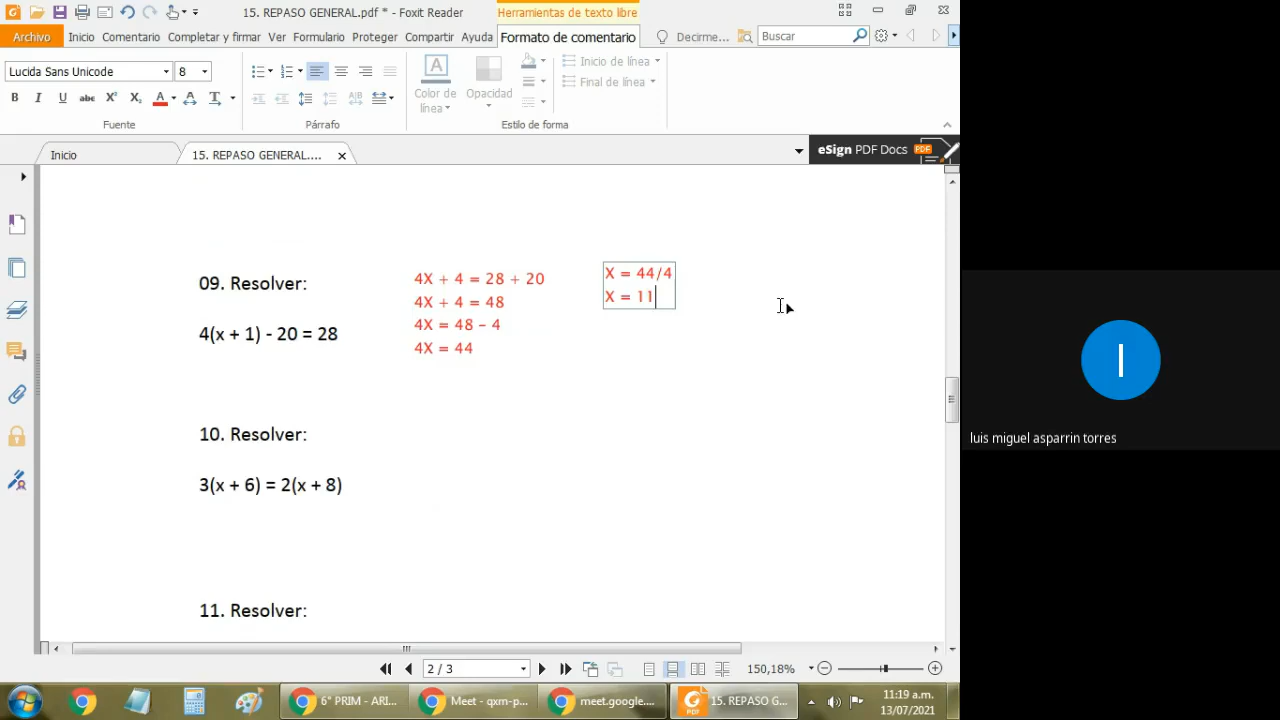 15. REPASO GENERAL.pdf * - Foxit Reader
Herramientas de texto libre
Archivo
Inicio
Comentario
Completar y firmar
Ver
Formulario
Proteger
Compartir
Ayuda
Formato de comentario
Decirme...
Buscar
Lucida Sans Unicode
8
Color de línea
Opacidad
Inicio de línea
Final de línea
Fuente
Párrafo
Estilo de forma
Inicio
15. REPASO GENERAL....
eSign PDF Docs
09. Resolver:
4(x + 1) - 20 = 28
4X + 4 = 28 + 20
4X + 4 = 48
4X = 48 – 4
4X = 44
X = 44/4
X = 11
10. Resolver:
3(x + 6) = 2(x + 8)
11. Resolver:
luis miguel asparrin torres
2 / 3
150,18%
6° PRIM - ARI...
Meet - qxm-p...
meet.google....
15. REPASO G...
11:19 a.m.
13/07/2021